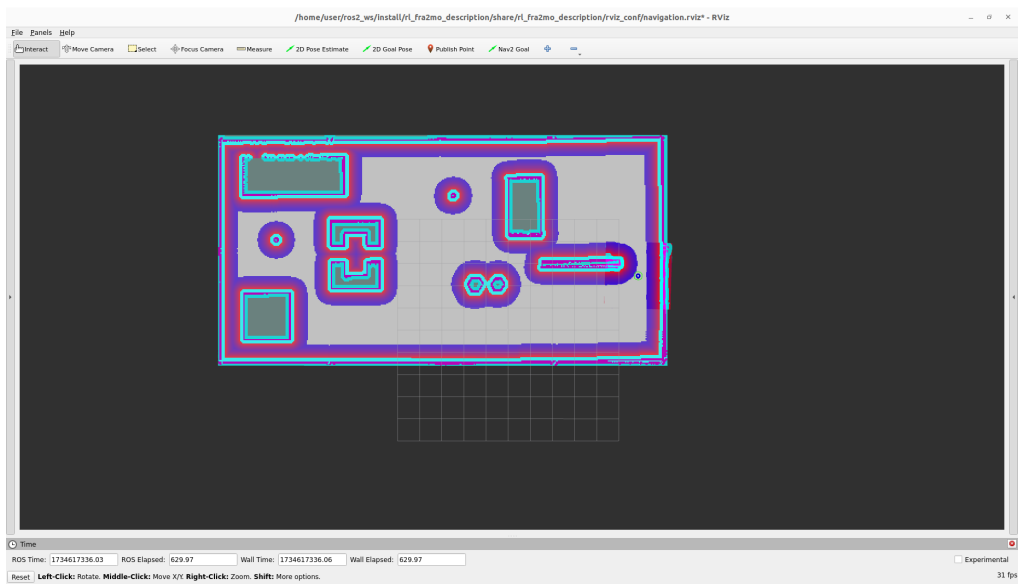 /home/user/ros2_ws/install/rl_fra2mo_description/share/rl_fra2mo_description/rviz_conf/navigation.rviz* - RViz
File Panels Help
Interact Move Camera Select Focus Camera Measure 2D Pose Estimate 2D Goal Pose Publish Point Nav2 Goal
Time
ROS Time: 1734617336.03 ROS Elapsed: 629.97 Wall Time: 1734617336.06 Wall Elapsed: 629.97 Experimental
Reset Left-Click: Rotate. Middle-Click: Move X/Y. Right-Click: Zoom. Shift: More options. 31 fps